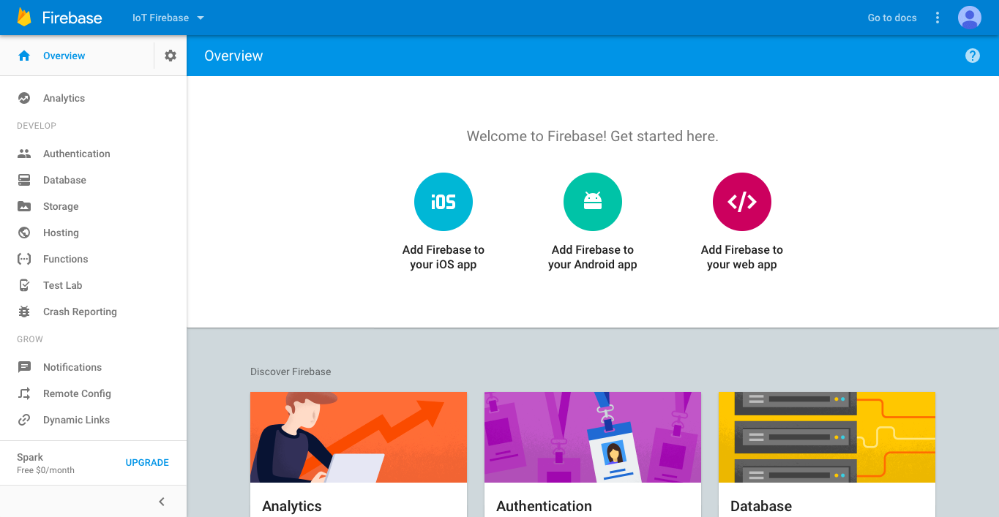 Firebase
IoT Firebase
Go to docs
Overview
Overview
Analytics
DEVELOP
Authentication
Database
Storage
Hosting
Functions
Test Lab
Crash Reporting
GROW
Notifications
Remote Config
Dynamic Links
Spark
Free $0/month
UPGRADE
Welcome to Firebase! Get started here.
iOS
Add Firebase to
your iOS app
Add Firebase to
your Android app
</>
Add Firebase to
your web app
Discover Firebase
Analytics
Authentication
Database